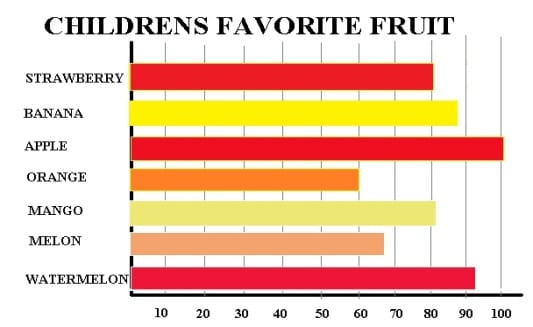 CHILDRENS FAVORITE FRUIT
STRAWBERRY
BANANA
APPLE
ORANGE
MANGO
MELON
WATERMELON
10 20 30 40 50 60 70 80 90 100